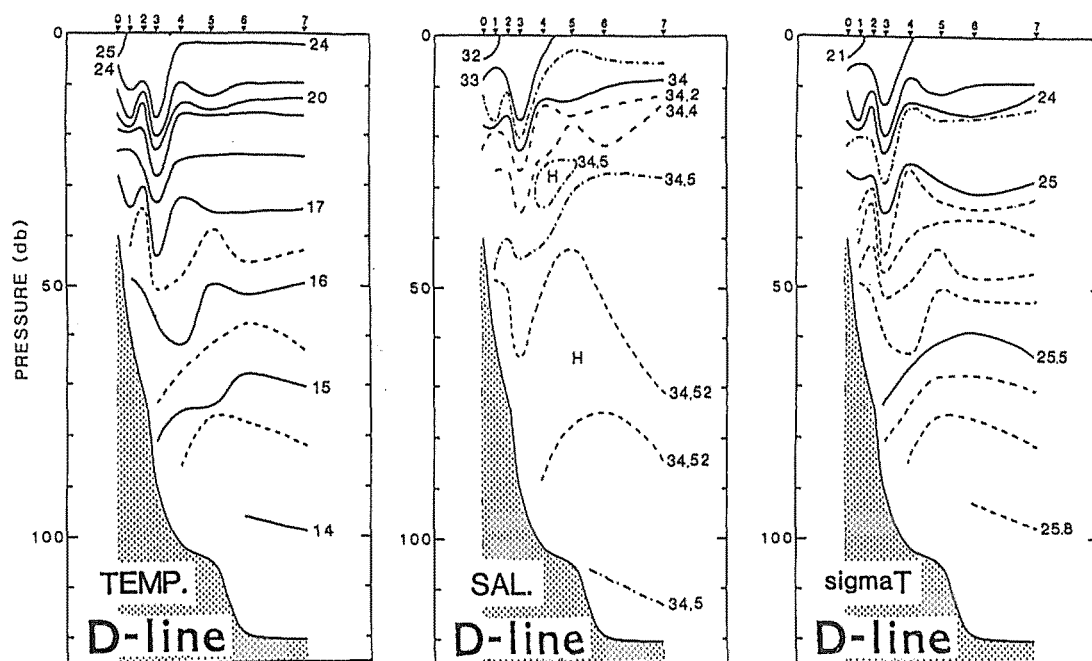 PRESSURE (db)
0 1 2 3 4 5 6 7
0
50
100
25
24
24
20
17
16
15
14
TEMP.
D-line
0 1 2 3 4 5 6 7
0
50
100
32
33
34
34,2
34,4
34,5
H
34,5
H
34,52
34,52
34,5
SAL.
D-line
0 1 2 3 4 5 6 7
0
50
100
21
24
25
25.5
25.8
sigmaT
D-line